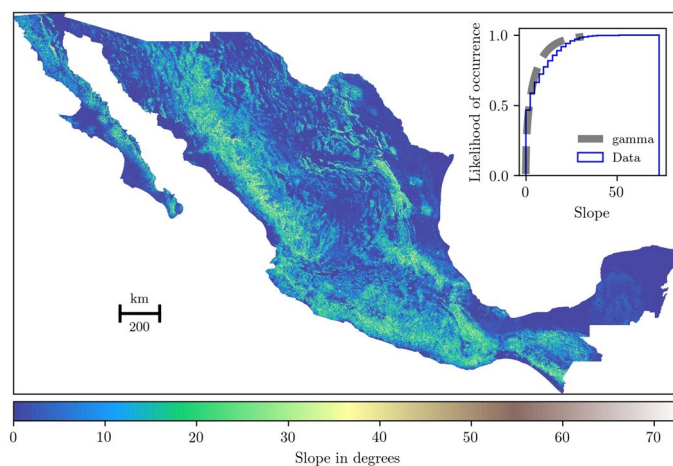 1.0
0.5
0.0
Likelihood of occurrence
gamma
Data
0
50
Slope
km
200
0 10 20 30 40 50 60 70
Slope in degrees